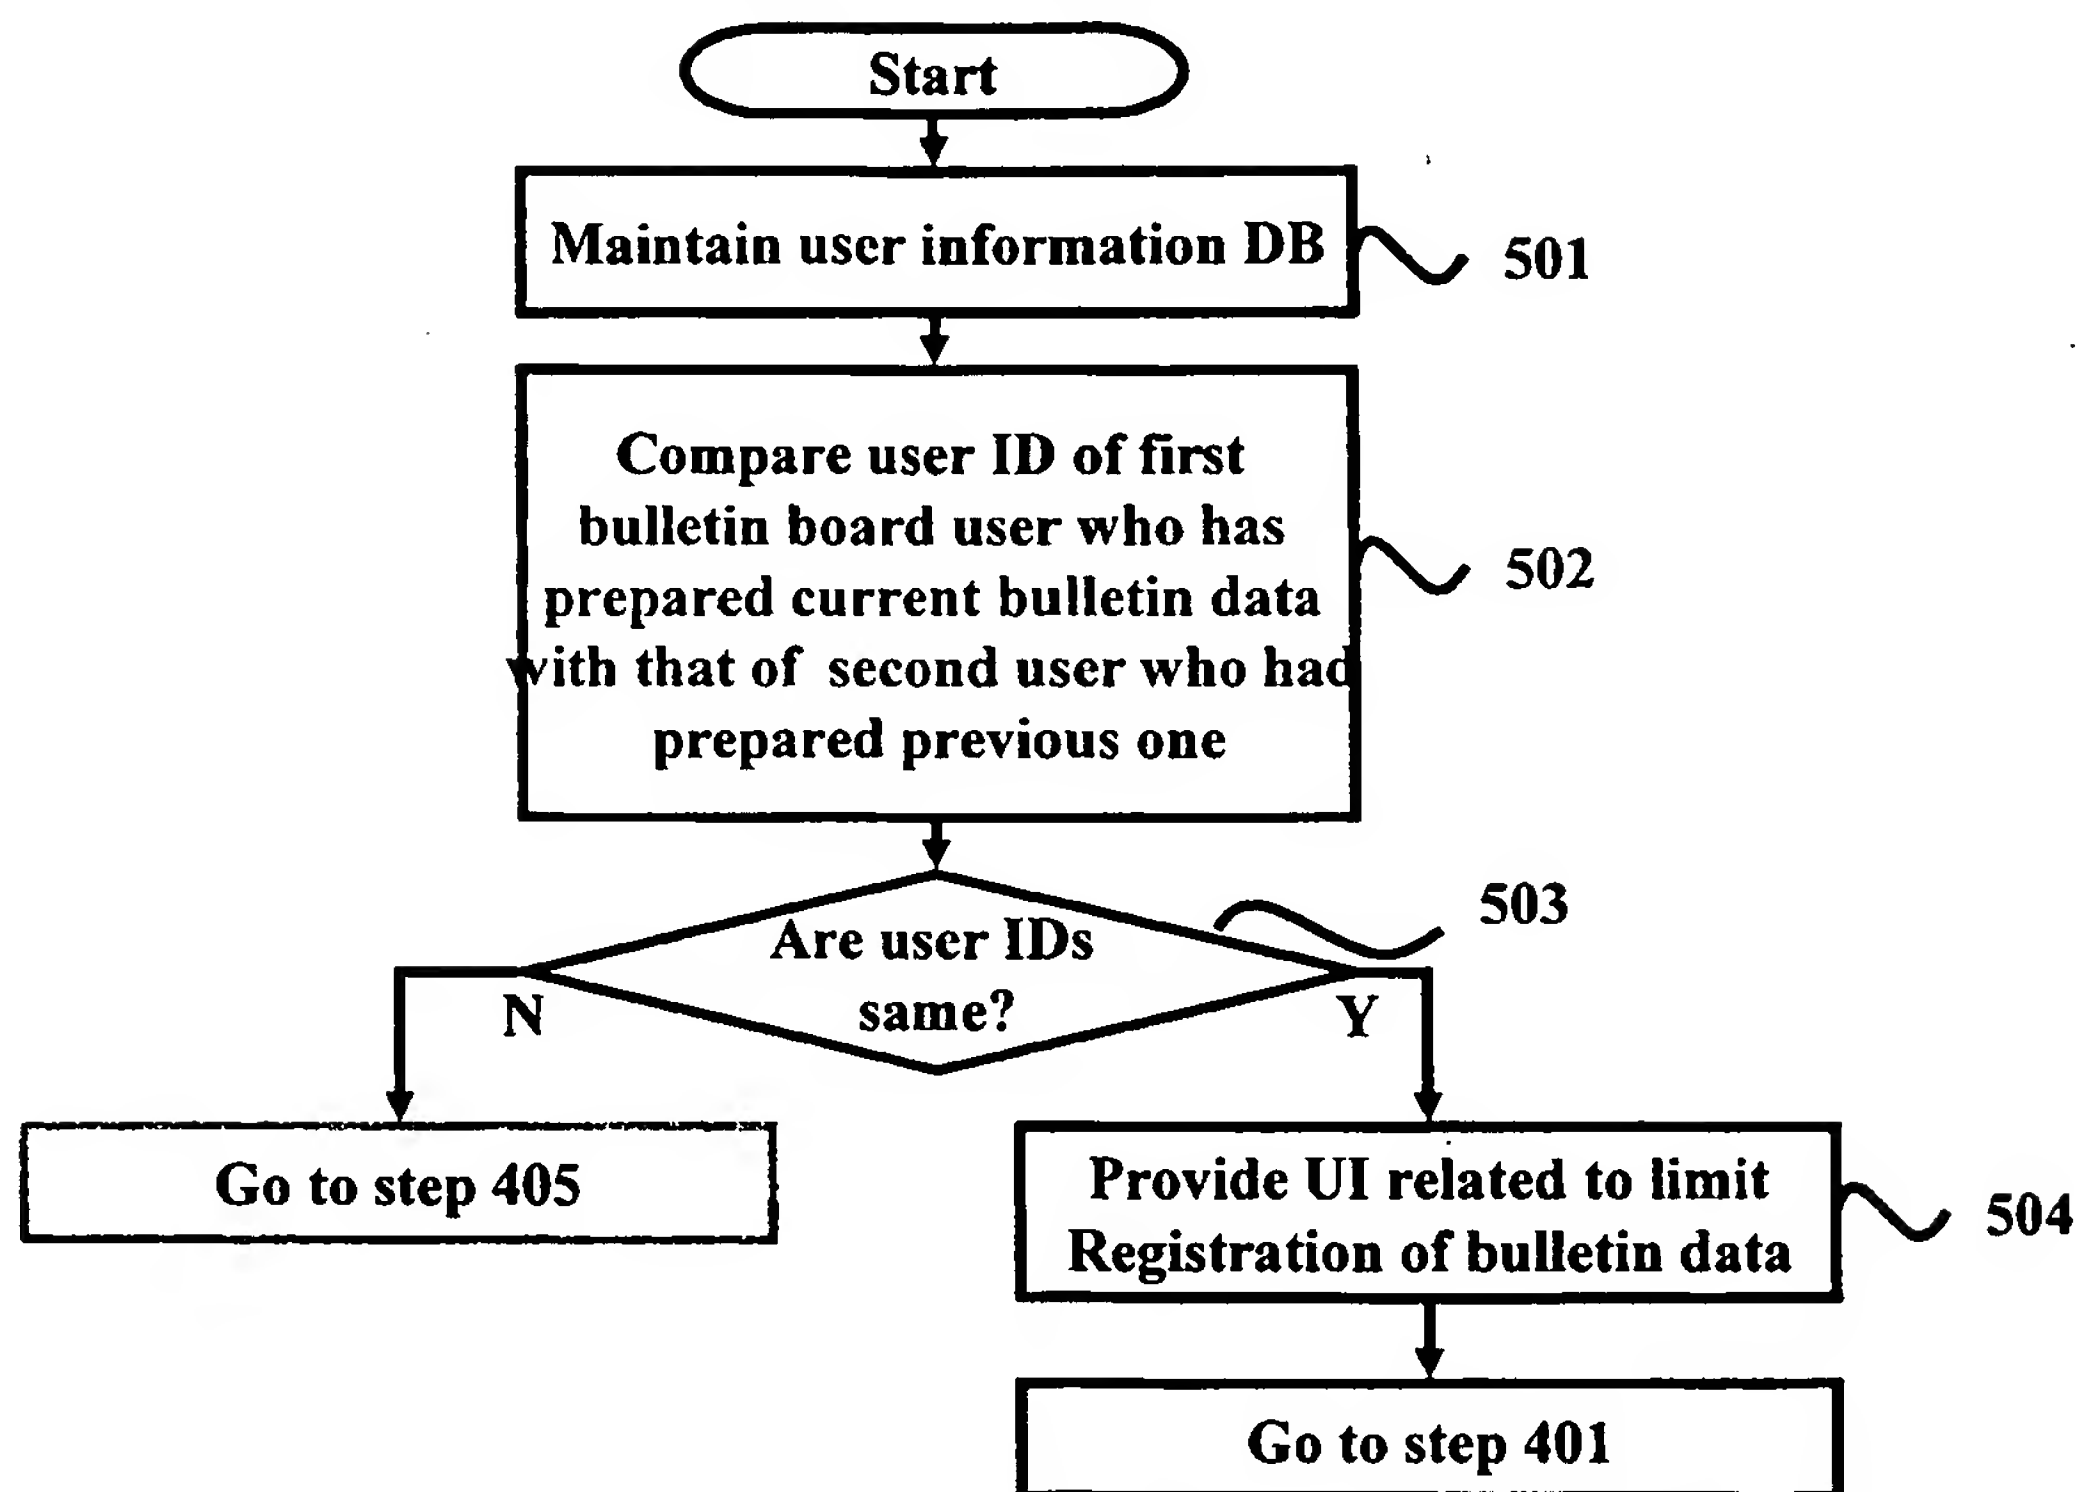 Start
Maintain user information DB
501
Compare user ID of first
bulletin board user who has
prepared current bulletin data
with that of second user who had
prepared previous one
502
Are user IDs
same?
503
N
Y
Go to step 405
Provide UI related to limit
Registration of bulletin data
504
Go to step 401